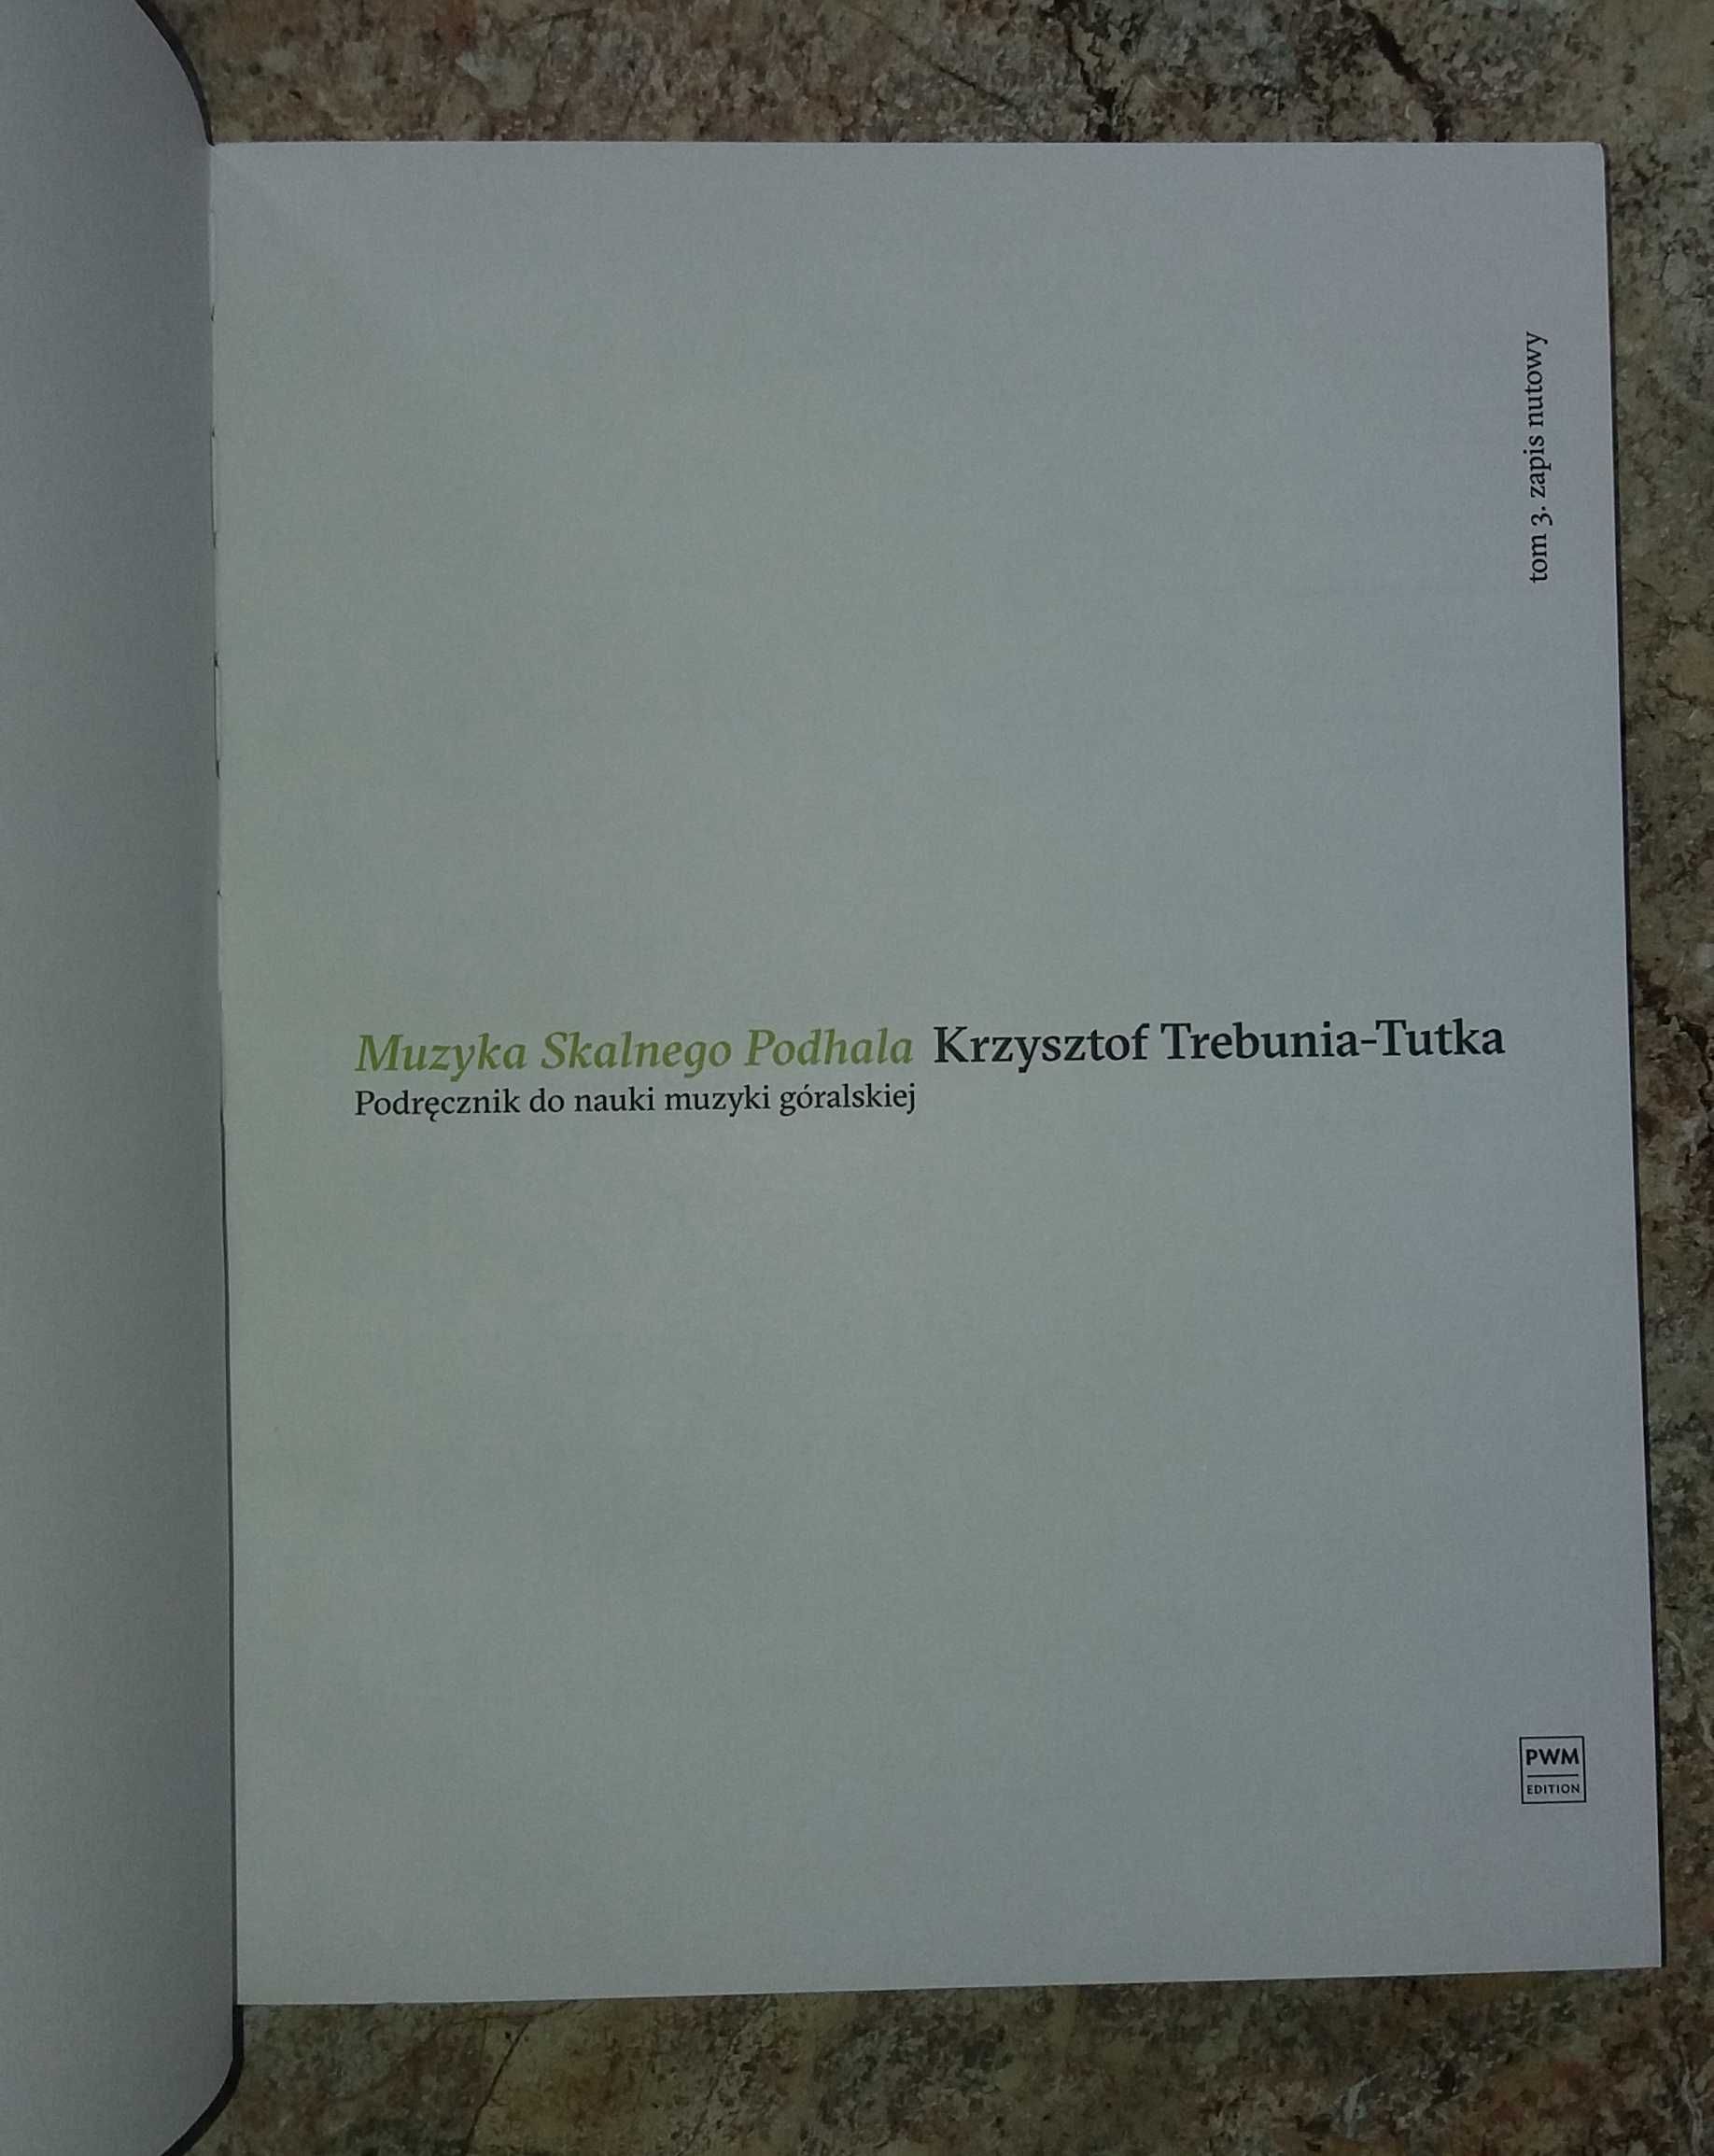 tom 3. zapis nutowy
Muzyka Skalnego Podhala Krzysztof Trebunia-Tutka
Podręcznik do nauki muzyki góralskiej
PWM
EDITION